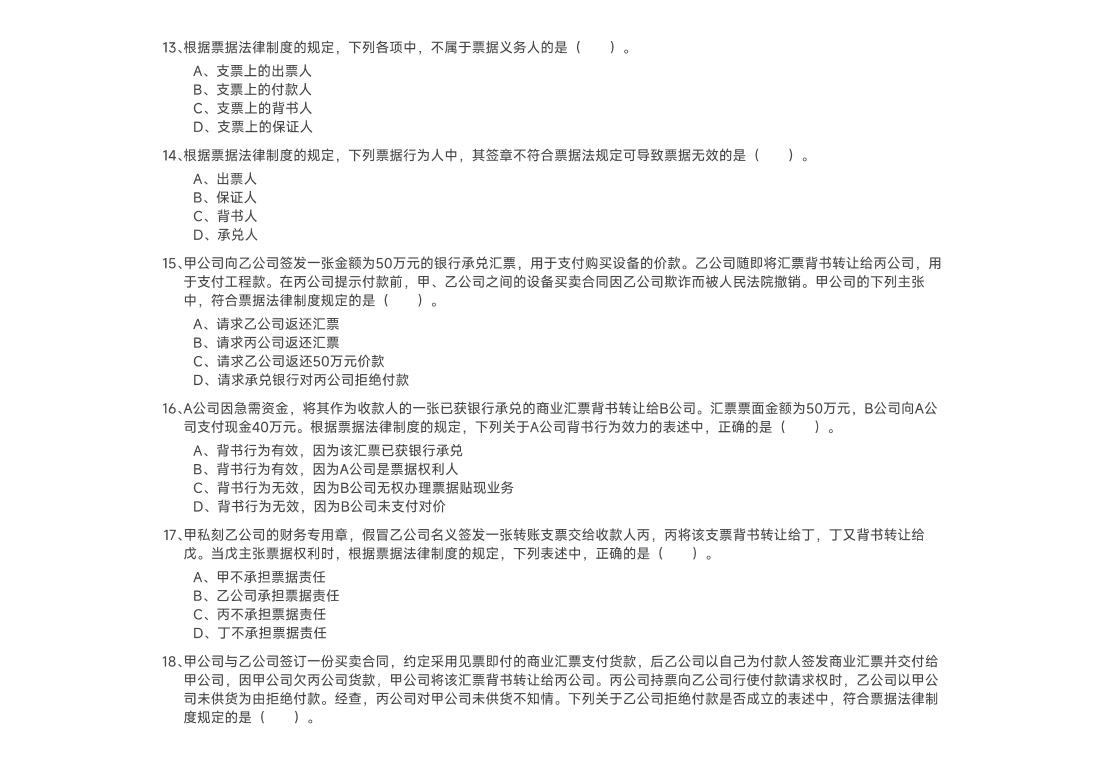 13、根据票据法律制度的规定，下列各项中，不属于票据义务人的是（　　）。
A、支票上的出票人
B、支票上的付款人
C、支票上的背书人
D、支票上的保证人
14、根据票据法律制度的规定，下列票据行为人中，其签章不符合票据法规定可导致票据无效的是（　　）。
A、出票人
B、保证人
C、背书人
D、承兑人
15、甲公司向乙公司签发一张金额为50万元的银行承兑汇票，用于支付购买设备的价款。乙公司随即将汇票背书转让给丙公司，用
于支付工程款。在丙公司提示付款前，甲、乙公司之间的设备买卖合同因乙公司欺诈而被人民法院撤销。甲公司的下列主张
中，符合票据法律制度规定的是（　　）。
A、请求乙公司返还汇票
B、请求丙公司返还汇票
C、请求乙公司返还50万元价款
D、请求承兑银行对丙公司拒绝付款
16、A公司因急需资金，将其作为收款人的一张已获银行承兑的商业汇票背书转让给B公司。汇票票面金额为50万元，B公司向A公
司支付现金40万元。根据票据法律制度的规定，下列关于A公司背书行为效力的表述中，正确的是（　　）。
A、背书行为有效，因为该汇票已获银行承兑
B、背书行为有效，因为A公司是票据权利人
C、背书行为无效，因为B公司无权办理票据贴现业务
D、背书行为无效，因为B公司未支付对价
17、甲私刻乙公司的财务专用章，假冒乙公司名义签发一张转账支票交给收款人丙，丙将该支票背书转让给丁，丁又背书转让给
戊。当戊主张票据权利时，根据票据法律制度的规定，下列表述中，正确的是（　　）。
A、甲不承担票据责任
B、乙公司承担票据责任
C、丙不承担票据责任
D、丁不承担票据责任
18、甲公司与乙公司签订一份买卖合同，约定采用见票即付的商业汇票支付货款，后乙公司以自己为付款人签发商业汇票并交付给
甲公司，因甲公司欠丙公司货款，甲公司将该汇票背书转让给丙公司。丙公司持票向乙公司行使付款请求权时，乙公司以甲公
司未供货为由拒绝付款。经查，丙公司对甲公司未供货不知情。下列关于乙公司拒绝付款是否成立的表述中，符合票据法律制
度规定的是（　　）。